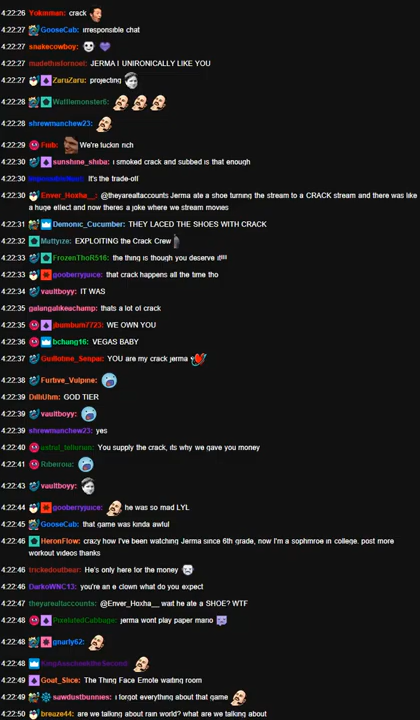 4:22:26 Yokinman: crack
4:22:27 GooseCab: irresponsible chat
4:22:27 snakecowboy:
4:22:27 madethisfornoel: JERMA I UNIRONICALLY LIKE YOU
4:22:27 ZaruZaru: projecting
4:22:28 Wafflemonster6:
4:22:28 shrewmanchew23:
4:22:29 Frub: We're fuckin rich
4:22:30 sunshine_shiba: i smoked crack and subbed is that enough
4:22:30 It's the trade-off
4:22:30 Enver_Hoxha__: @theyarealtaccounts Jerma ate a shoe turning the stream to a CRACK stream and there was like
a huge effect and now theres a joke where we stream moves
4:22:31 Demonic_Cucumber: THEY LACED THE SHOES WITH CRACK
4:22:32 Mattyize: EXPLOITING the Crack Crew
4:22:33 FrozenThoR516: the thing is though you deserve it!!!!
4:22:33 gooberryjuice: that crack happens all the time tho
4:22:34 vaultboyy: IT WAS
4:22:35 galangalikeuchamp: thats a lot of crack
4:22:35 jbumbum7723: WE OWN YOU
4:22:36 bchang16: VEGAS BABY
4:22:37 Guillotine_Senpai: YOU are my crack jerma
4:22:38 Furtive_Vulpine:
4:22:39 DilliUhm: GOD TIER
4:22:39 vaultboyy:
4:22:39 shrewmanchew23: yes
4:22:40 astral_tellurian: You supply the crack, its why we gave you money
4:22:41 Ribeirou:
4:22:43 vaultboyy:
4:22:44 gooberryjuice: he was so mad LYL
4:22:45 GooseCab: that game was kinda awful
4:22:46 HeronFlow: crazy how I've been watching Jerma since 6th grade, now I'm a sophmroe in college. post more
workout videos thanks
4:22:46 trickedoutbear: He's only here for the money
4:22:46 DarkoWNC13: you're an e clown what do you expect
4:22:47 theyarealtaccounts: @Enver_Hoxha__ wad he ate a SHOE? WTF
4:22:48 PixelatedCabbage: jerma wont play paper mario
4:22:48 gnarly62:
4:22:48 KingAsscheektheSecond:
4:22:49 Goat_Slice: The Thing Face Emote waiting room
4:22:49 sawdustbunnies: i forgot everything about that game
4:22:50 breaze44: are we talking about rain world? what are we talking about